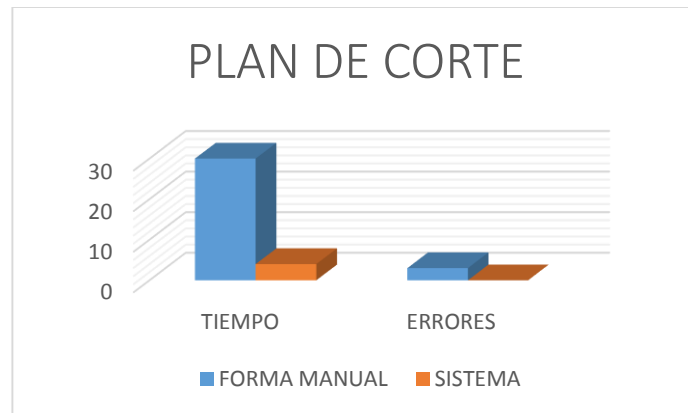 PLAN DE CORTE
30
20
10
0
TIEMPO ERRORES
FORMA MANUAL SISTEMA